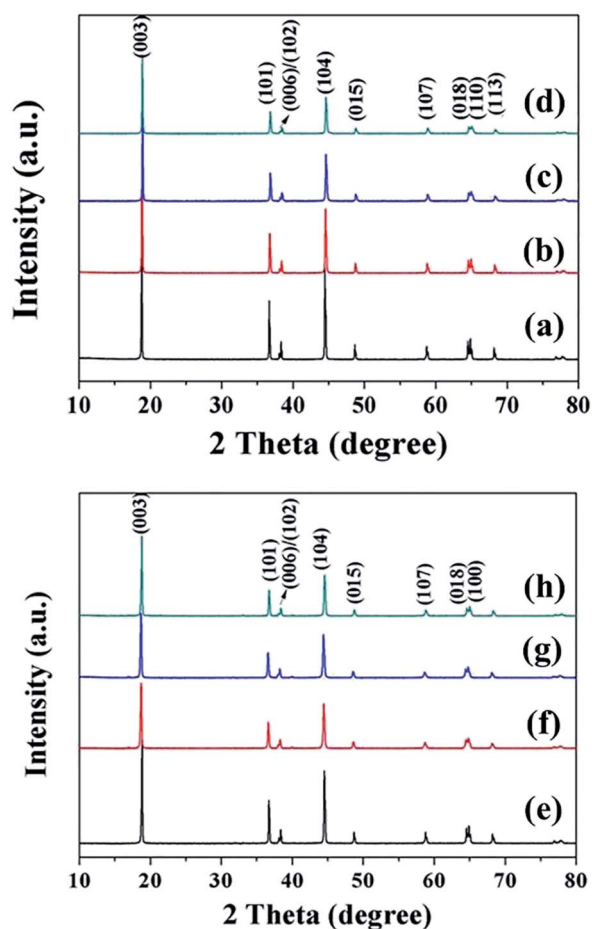 (003)
(101)
(006)/(102)
(104)
(015)
(107)
(018)
(110)
(113)
(d)
(c)
(b)
(a)
Intensity (a.u.)
10 20 30 40 50 60 70 80
2 Theta (degree)
(003)
(101)
(006)/(102)
(104)
(015)
(107)
(018)
(100)
(h)
(g)
(f)
(e)
Intensity (a.u.)
10 20 30 40 50 60 70 80
2 Theta (degree)